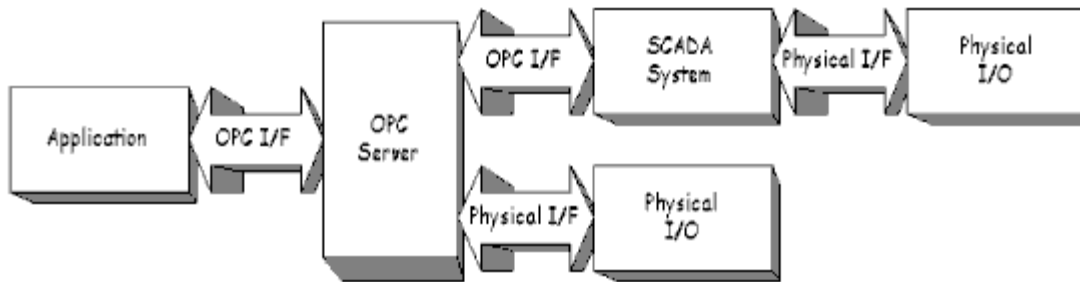 Application
OPC I/F
OPC
Server
OPC I/F
SCADA
System
Physical I/F
Physical
I/O
Physical I/F
Physical
I/O